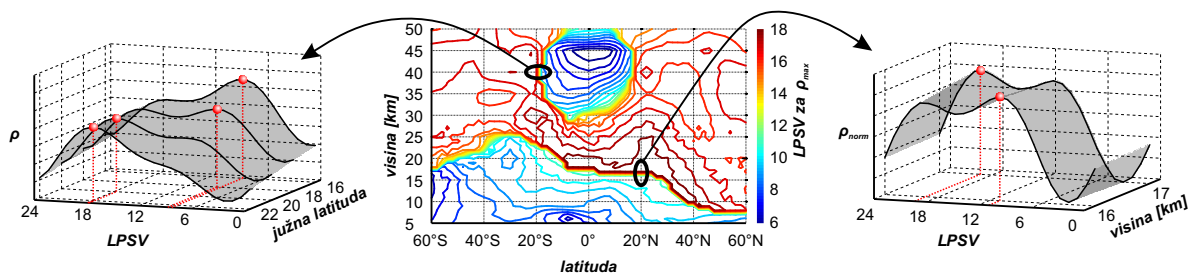 ρ
24
18
12
6
0
LPSV
22
20
18
16
južna latituda
50
45
40
35
30
25
20
15
10
5
visina [km]
60°S
40°S
20°S
0°
20°N
40°N
60°N
latituda
18
16
14
12
10
8
6
LPSV za ρmax
ρnorm
24
18
12
6
0
LPSV
16
17
visina [km]